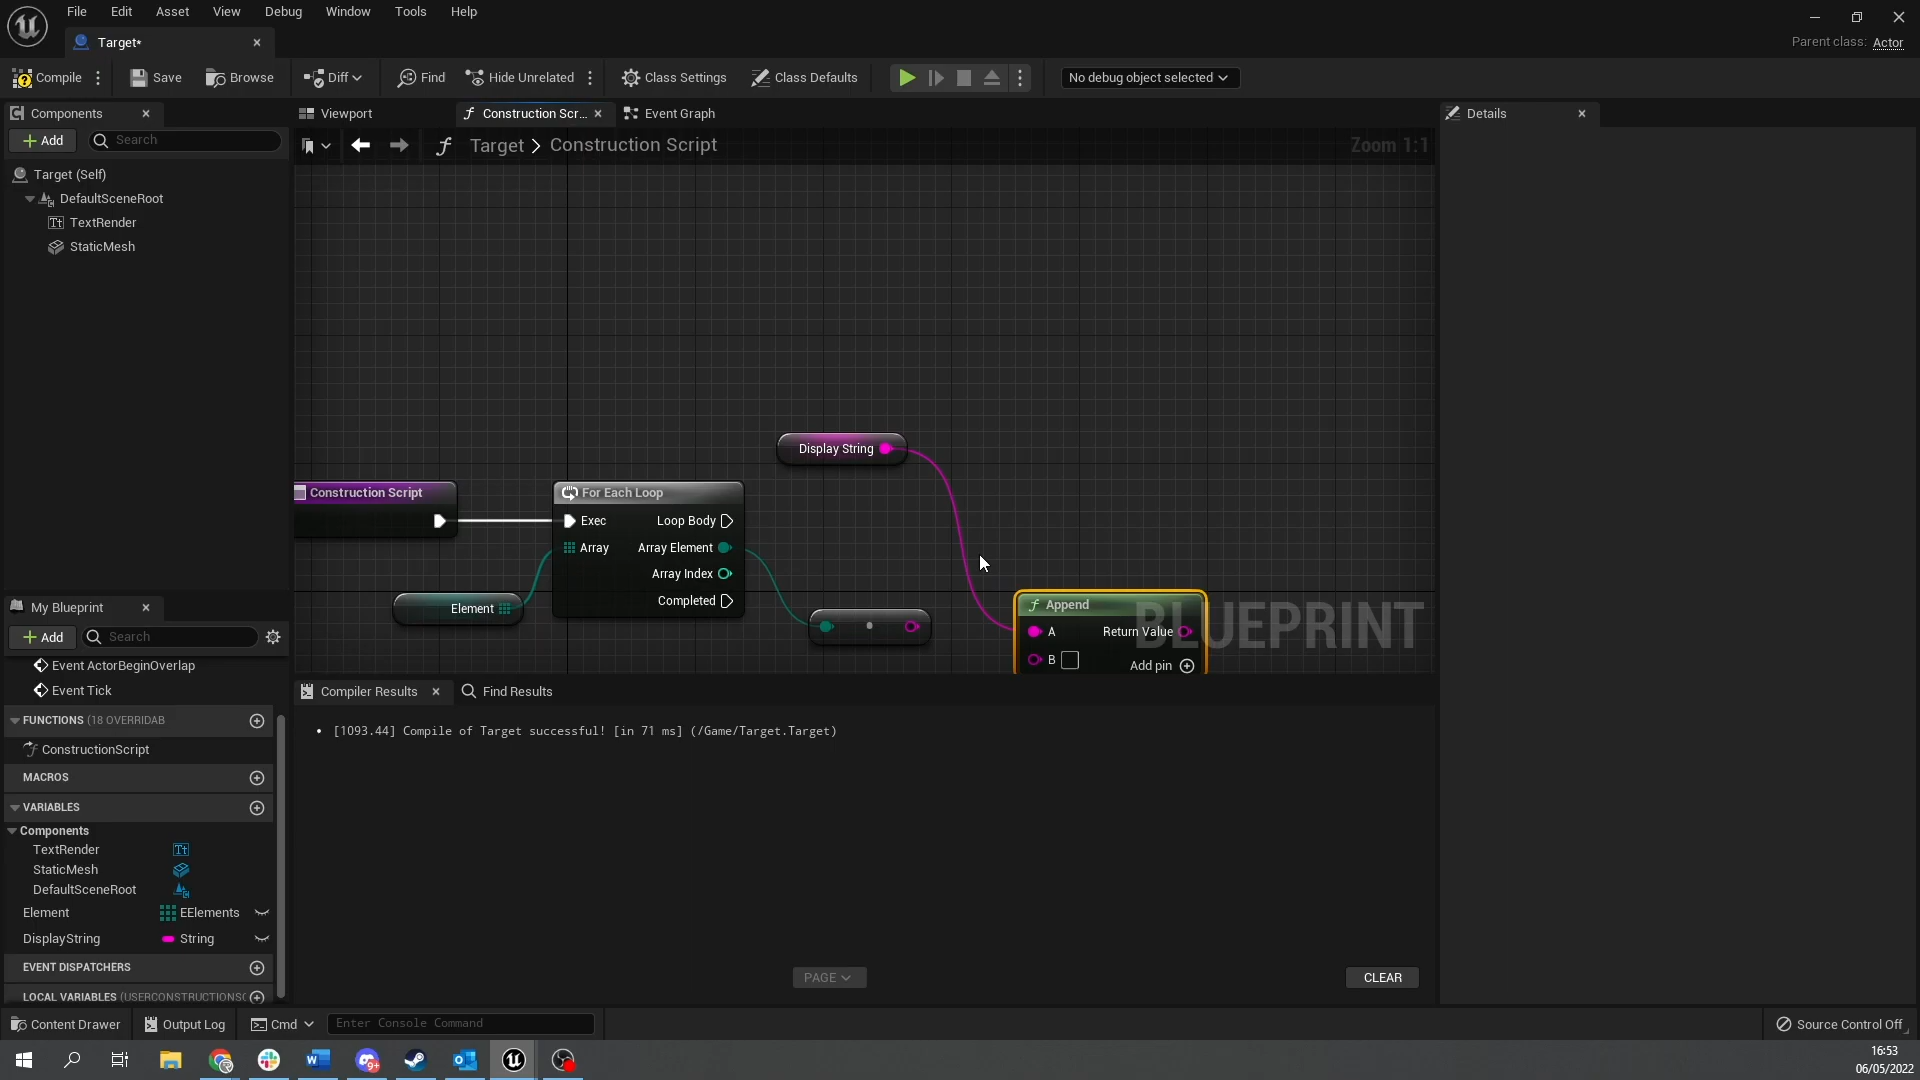 File Edit Asset View Debug Window Tools Help
Target*
Parent class: Actor
Compile Save Browse Diff Find Hide Unrelated Class Settings Class Defaults No debug object selected
Components
Viewport Construction Scr... Event Graph
Details
Add Search
Target > Construction Script
Zoom 1:1
Target (Self)
DefaultSceneRoot
TextRender
StaticMesh
Display String
Construction Script
For Each Loop
Exec Loop Body
Array Array Element
Array Index
Completed
Element
Append
A Return Value
B Add pin
BLUEPRINT
My Blueprint
Add Search
Event ActorBeginOverlap
Event Tick
FUNCTIONS (18 OVERRIDAB
ConstructionScript
MACROS
VARIABLES
Components
TextRender
StaticMesh
DefaultSceneRoot
Element EElements
DisplayString String
EVENT DISPATCHERS
LOCAL VARIABLES (USERCONSTRUCTIONSC
Compiler Results Find Results
• [1093.44] Compile of Target successful! [in 71 ms] (/Game/Target.Target)
PAGE CLEAR
Content Drawer Output Log Cmd Enter Console Command Source Control Off
9+
16:53
06/05/2022